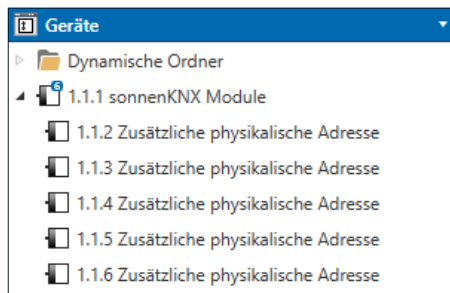 Geräte
Dynamische Ordner
6
1.1.1 sonnenKNX Module
1.1.2 Zusätzliche physikalische Adresse
1.1.3 Zusätzliche physikalische Adresse
1.1.4 Zusätzliche physikalische Adresse
1.1.5 Zusätzliche physikalische Adresse
1.1.6 Zusätzliche physikalische Adresse